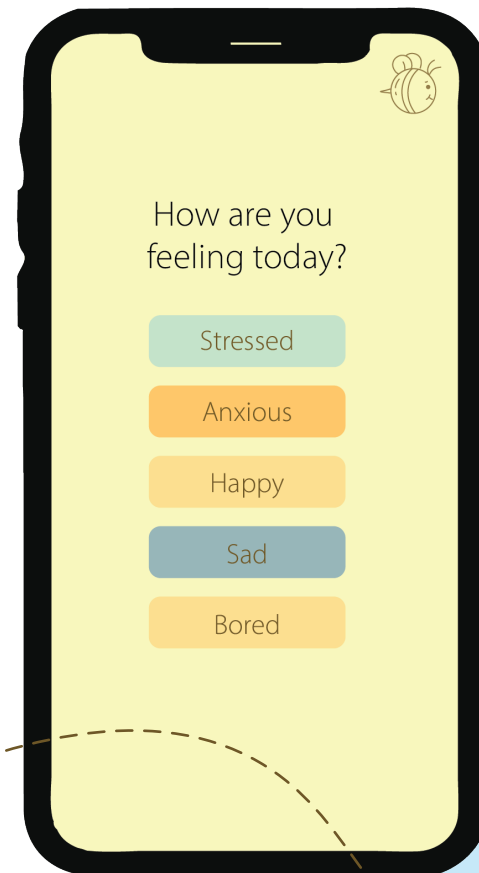 How are you
feeling today?
Stressed
Anxious
Happy
Sad
Bored